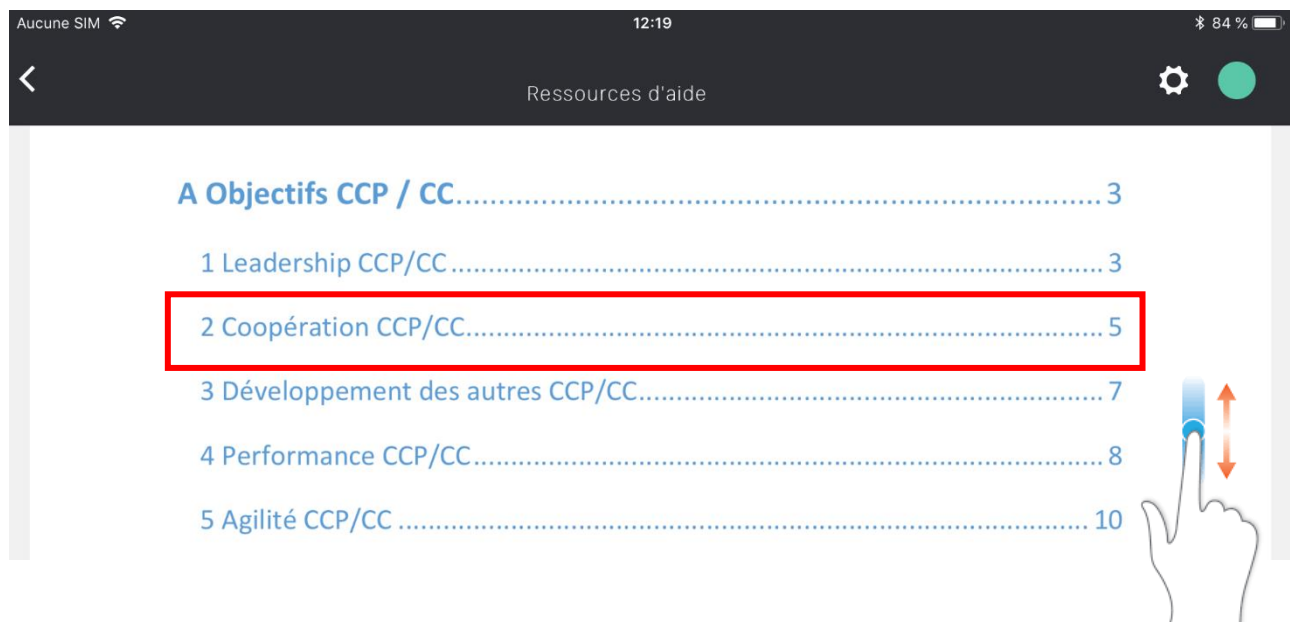 Aucune SIM 12:19 84 %
Ressources d'aide
A Objectifs CCP / CC........................................................................... 3
1 Leadership CCP/CC ............................................................................................. 3
2 Coopération CCP/CC........................................................................................... 5
3 Développement des autres CCP/CC.................................................................. 7
4 Performance CCP/CC.......................................................................................... 8
5 Agilité CCP/CC ................................................................................................... 10